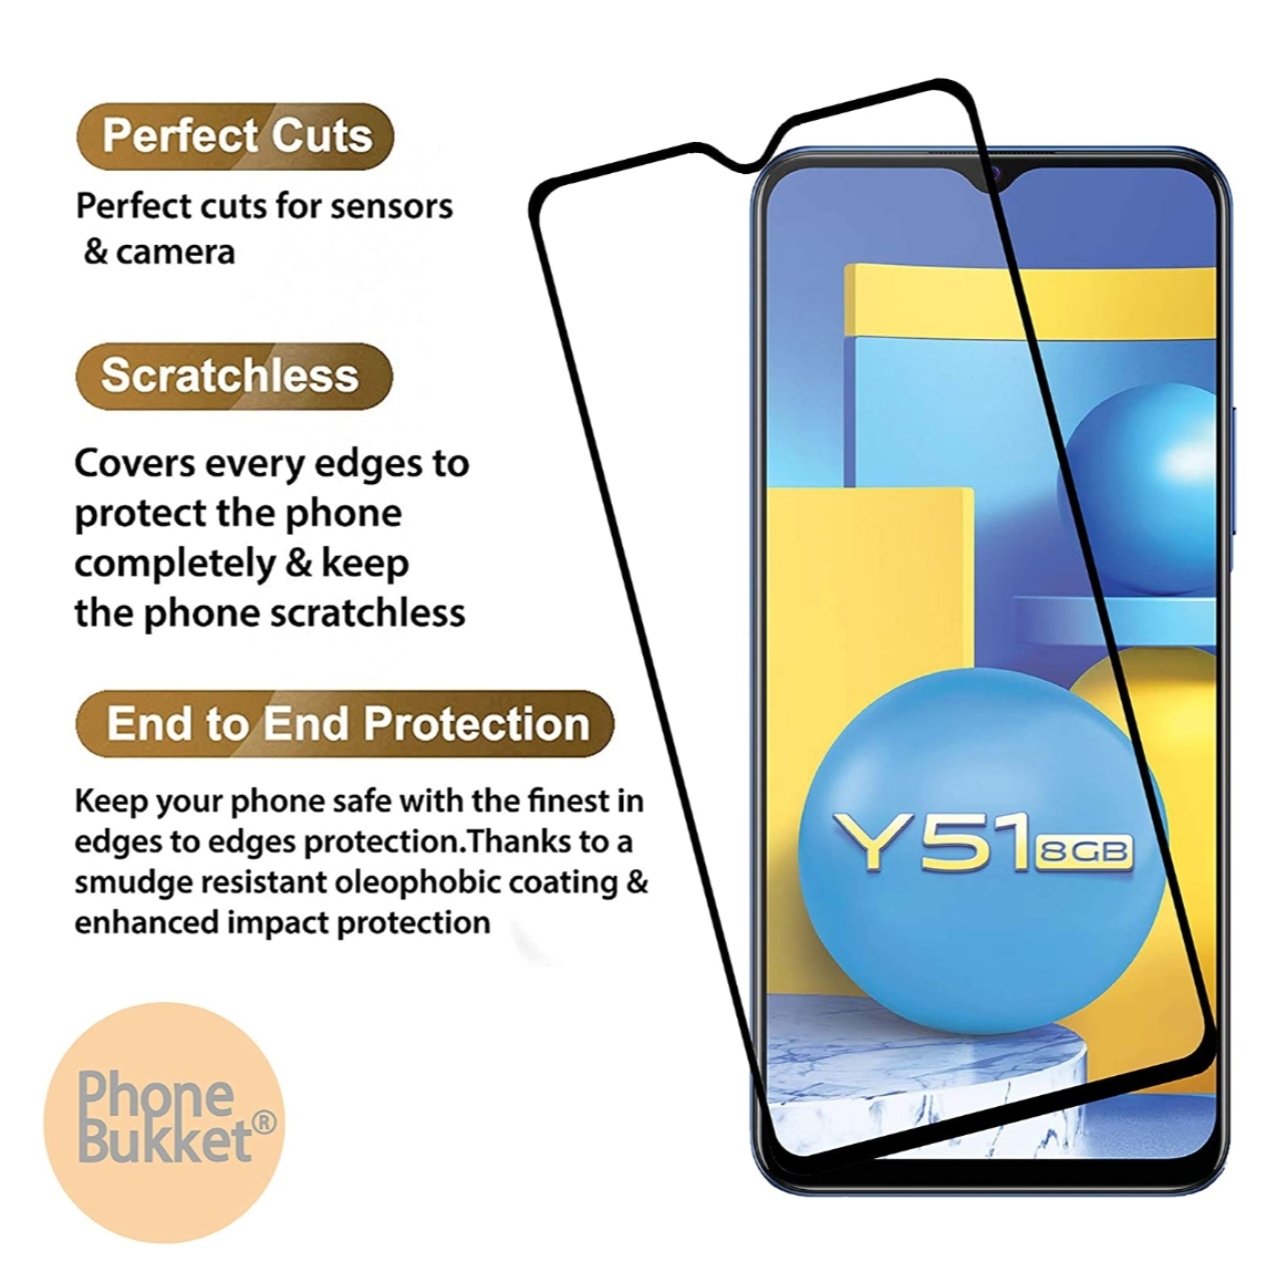 Perfect Cuts
Perfect cuts for sensors
& camera
Scratchless
Covers every edges to
protect the phone
completely & keep
the phone scratchless
End to End Protection
Keep your phone safe with the finest in
edges to edges protection.Thanks to a
smudge resistant oleophobic coating &
enhanced impact protection
Y51 8GB
Phone
Bukket®